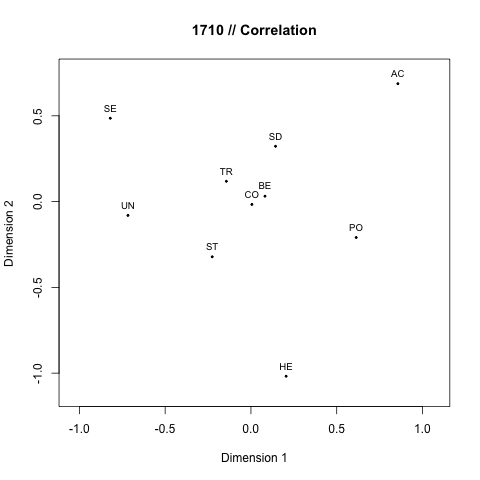 1710 // Correlation
AC
SE
SD
TR
BE
CO
UN
PO
ST
HE
0.5
0.0
-0.5
-1.0
Dimension 2
-1.0 -0.5 0.0 0.5 1.0
Dimension 1